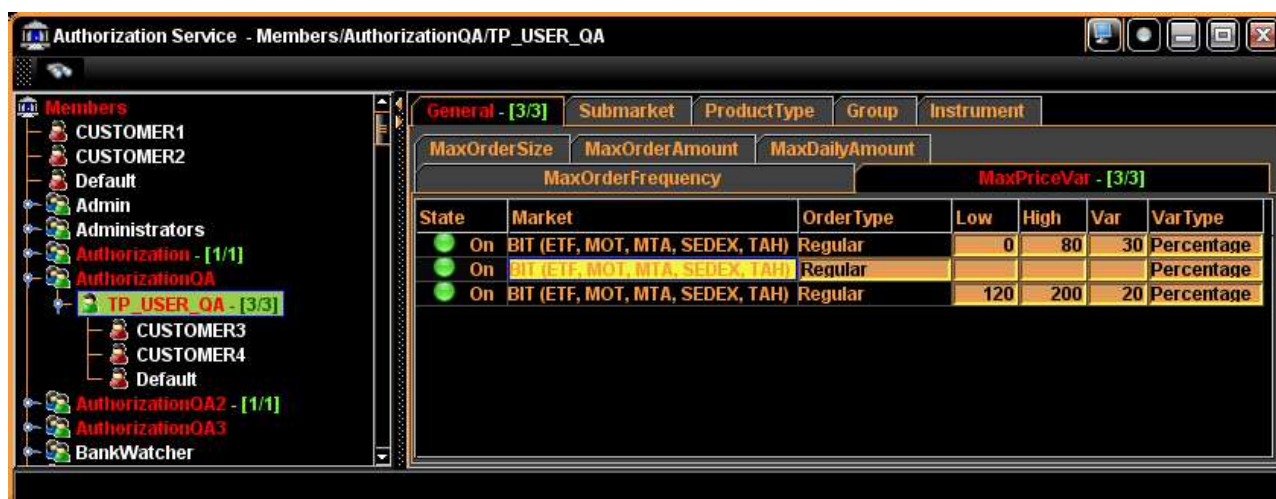 Authorization Service - Members/AuthorizationQA/TP_USER_QA
Members
CUSTOMER1
CUSTOMER2
Default
Admin
Administrators
Authorization - [1/1]
AuthorizationQA
TP_USER_QA - [3/3]
CUSTOMER3
CUSTOMER4
Default
AuthorizationQA2 - [1/1]
AuthorizationQA3
BankWatcher
General - [3/3] Submarket ProductType Group Instrument
MaxOrderSize MaxOrderAmount MaxDailyAmount
MaxOrderFrequency MaxPriceVar - [3/3]
State Market OrderType Low High Var VarType
On BIT (ETF, MOT, MTA, SEDEX, TAH) Regular 0 80 30 Percentage
On BIT (ETF, MOT, MTA, SEDEX, TAH) Regular Percentage
On BIT (ETF, MOT, MTA, SEDEX, TAH) Regular 120 200 20 Percentage